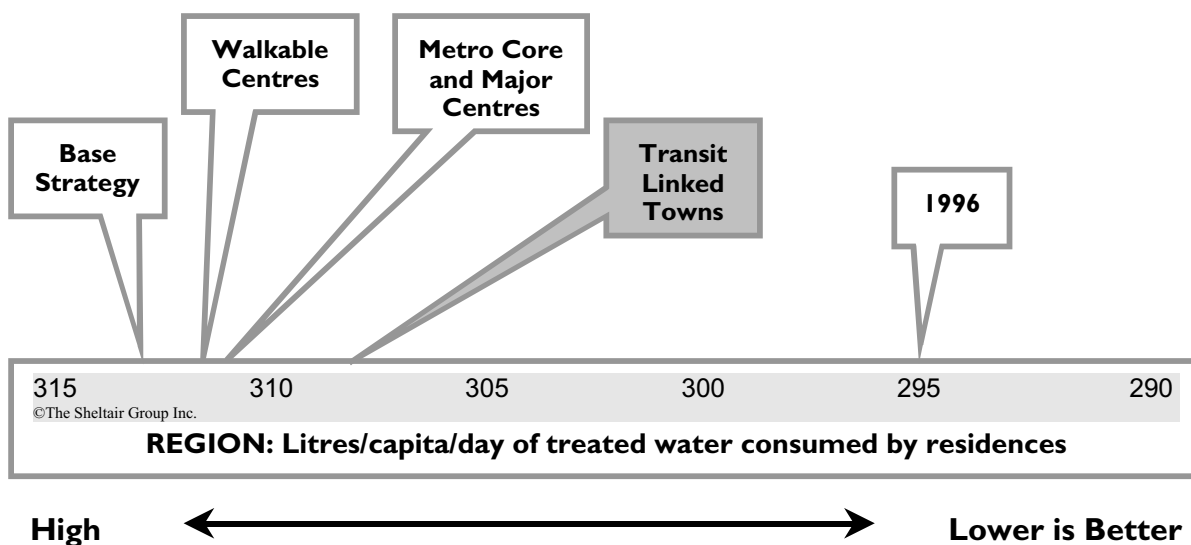 Walkable
Centres
Metro Core
and Major
Centres
Base
Strategy
Transit
Linked
Towns
1996
315 310 305 300 295 290
©The Sheltair Group Inc.
REGION: Litres/capita/day of treated water consumed by residences
High Lower is Better